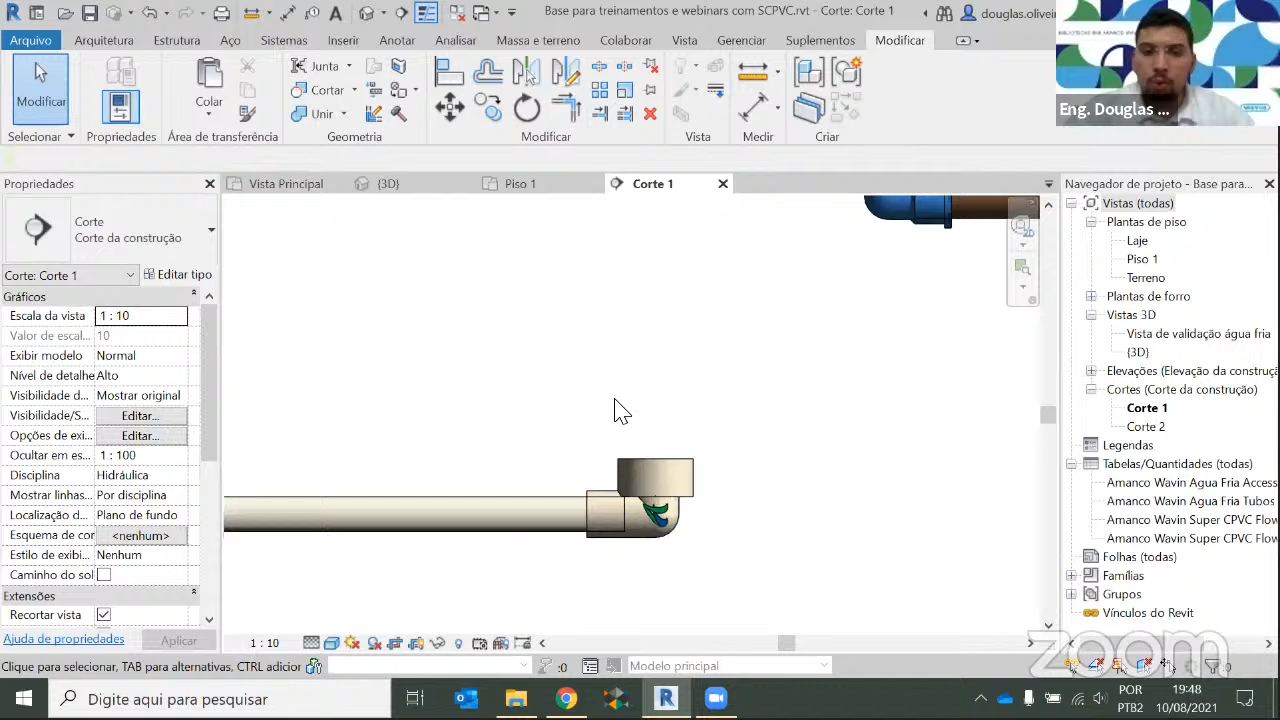 Base para treinamentos e webinars com SCPVC.rvt - Corte: Corte 1
douglas.oliveir
Arquivo
Arquitetura
Estrutur
Aço
Sistemas
Inser
Analis
Massa e
Colabo
Vista
Gerenciar
Sup
Modificar
Modificar
Colar
Junta
Cortar
Unir
Selecionar
Propriedades
Área de transferência
Geometria
Modificar
Vista
Medir
Criar
Eng. Douglas ...
Propriedades
Vista Principal
{3D}
Piso 1
Corte 1
Navegador de projeto - Base para...
Corte
Corte da construção
Corte: Corte 1
Editar tipo
Gráficos
Escala da vista
1 : 10
Valor de escal...
10
Exibir modelo
Normal
Nível de detalhe
Alto
Visibilidade d...
Mostrar original
Visibilidade/S...
Editar...
Opções de exi...
Editar...
Ocultar em es...
1 : 100
Disciplina
Hidráulica
Mostrar linhas...
Por disciplina
Localização d...
Plano de fundo
Esquema de cor
<nenhum>
Estilo de exibi...
Nenhum
Caminho do sol
Extensões
Recortar vista
Ajuda de propriedades
Aplicar
2D
Vistas (todas)
Plantas de piso
Laje
Piso 1
Terreno
Plantas de forro
Vistas 3D
Vista de validação água fria
{3D}
Elevações (Elevação da construçã
Cortes (Corte da construção)
Corte 1
Corte 2
Legendas
Tabelas/Quantidades (todas)
Amanco Wavin Agua Fria Access
Amanco Wavin Agua Fria Tubos
Amanco Wavin Super CPVC Flow
Amanco Wavin Super CPVC Flow
Folhas (todas)
Famílias
Grupos
Vínculos do Revit
1 : 10
zoom
Clique para selecionar, TAB para alternativas, CTRL adicior
:0
Modelo principal
:0
Digite aqui para pesquisar
POR
PTB2
19:48
10/08/2021